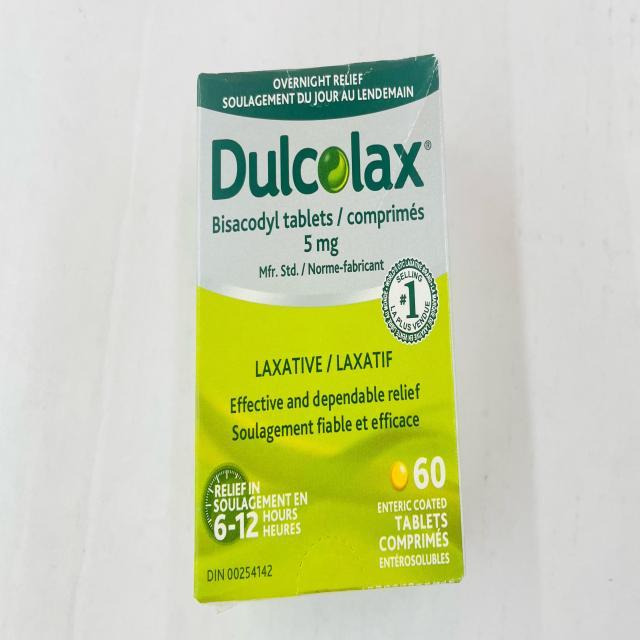 OVERNIGHT RELIEF
SOULAGEMENT DU JOUR AU LENDEMAIN
Dulcolax®
Bisacodyl tablets / comprimés
5 mg
Mfr. Std. / Norme-fabricant
SELLING
#1
LA PLUS VENDUE
LAXATIVE / LAXATIF
Effective and dependable relief
Soulagement fiable et efficace
RELIEF IN
SOULAGEMENT EN
6-12 HOURS
HEURES
60
ENTERIC COATED
TABLETS
COMPRIMÉS
ENTÉROSOLUBLES
DIN 00254142